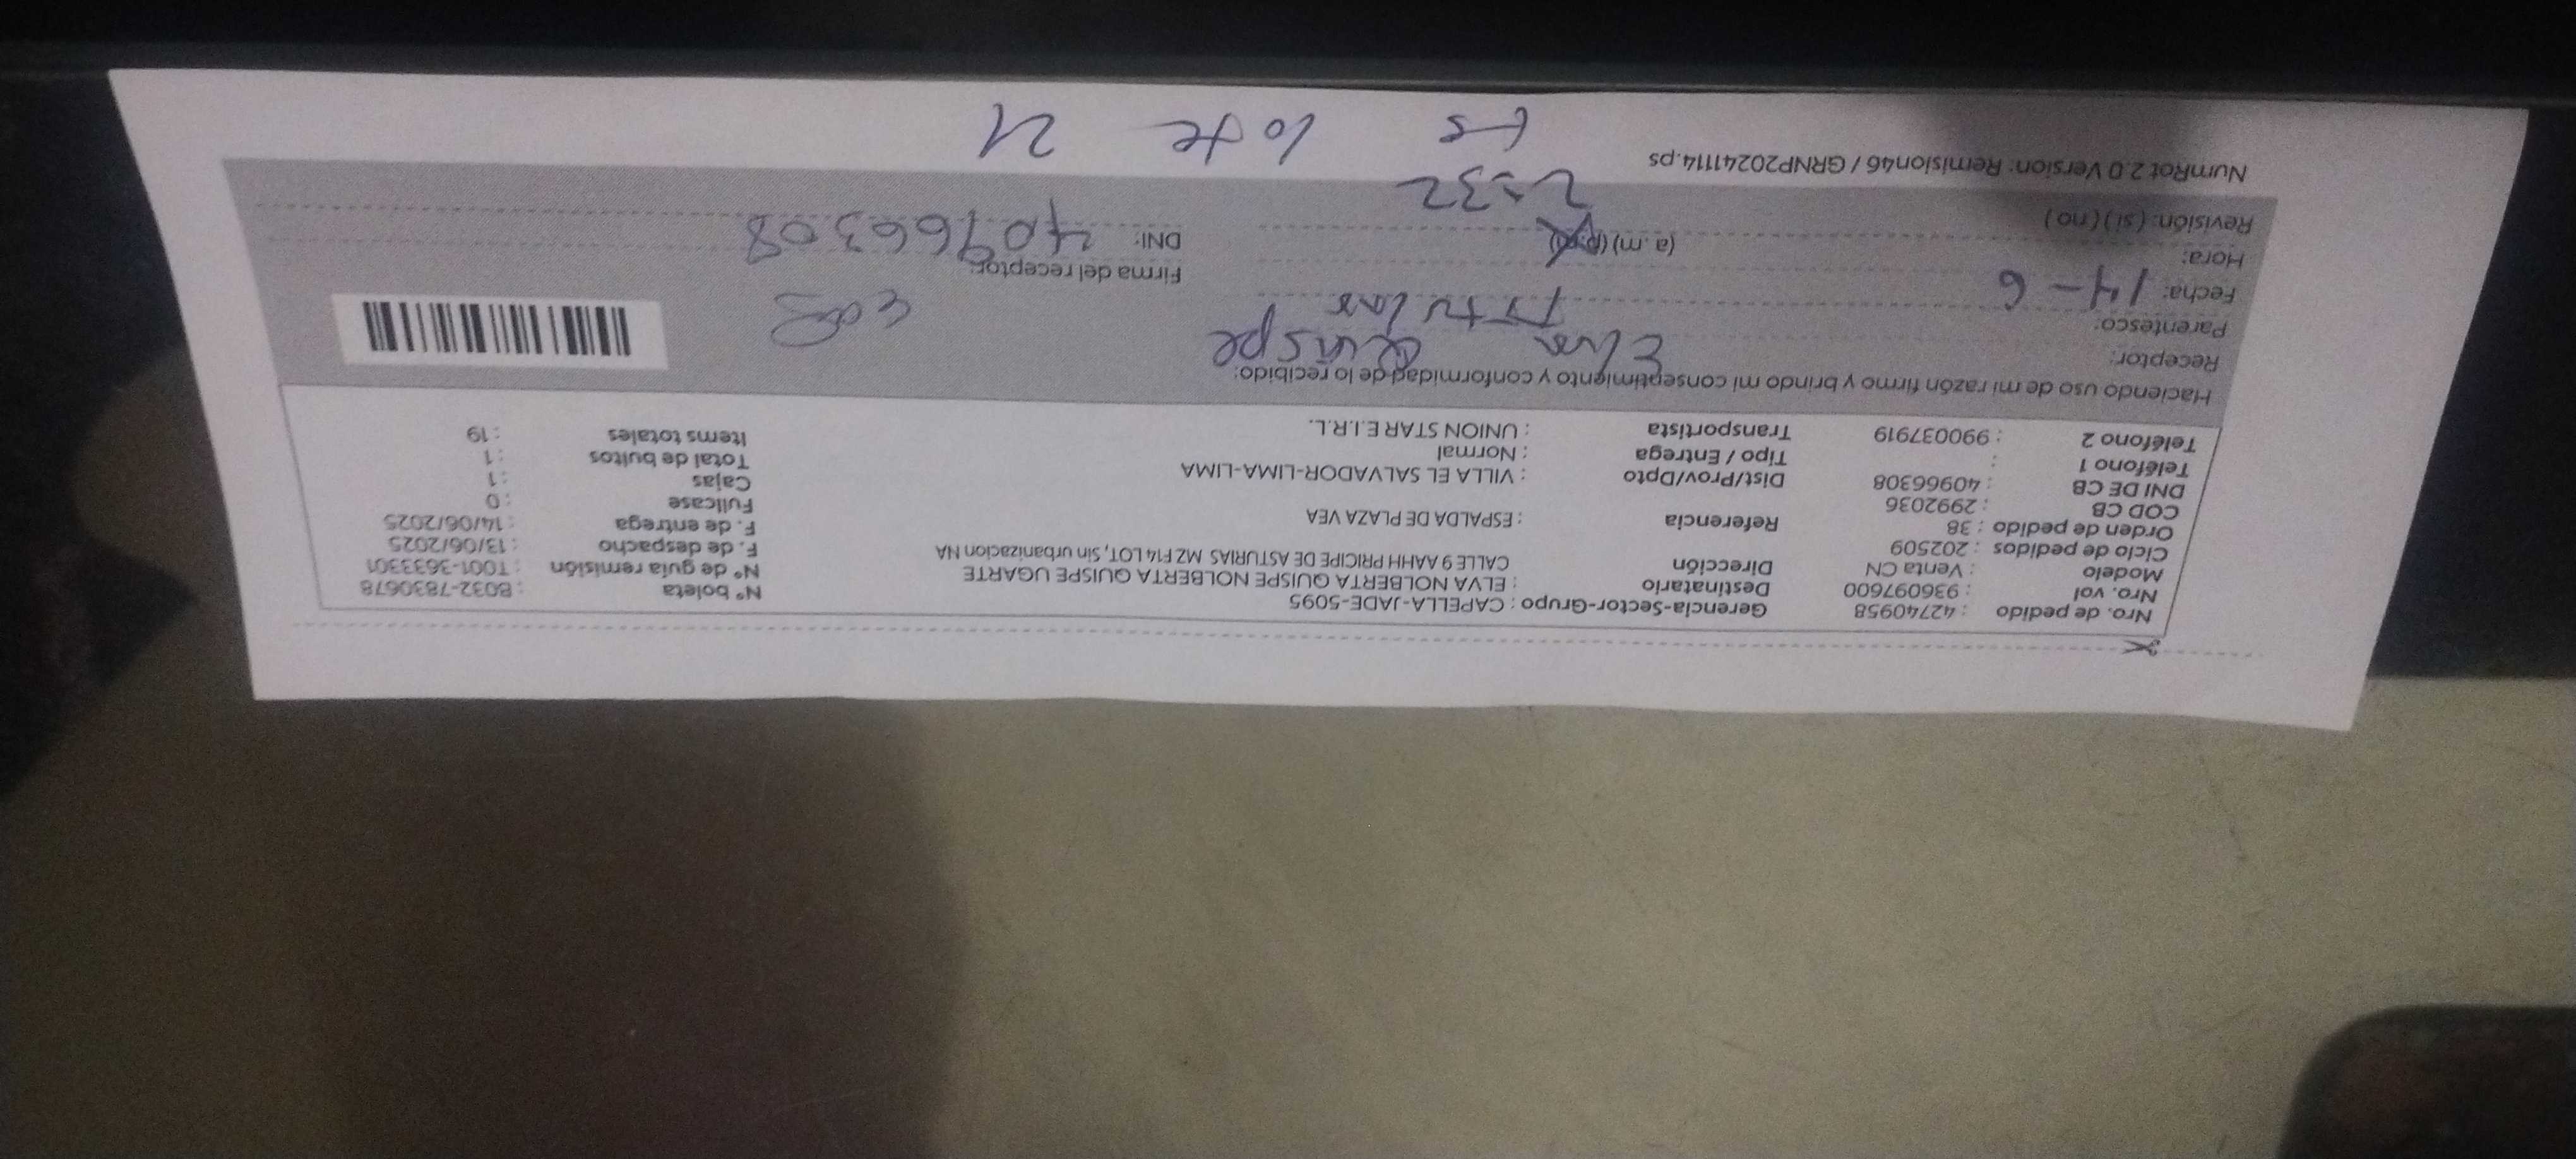 Nro. de pedido : 42740958 Gerencia-Sector-Grupo : CAPELLA-JADE-5095 N° boleta : B032-7830678
Nro. vol : 936097600 Destinatario : ELVA NOLBERTA QUISPE NOLBERTA QUISPE UGARTE N° de guía remisión : T001-3633301
Modelo : Venta CN Dirección CALLE 9 AAHH PRICIPE DE ASTURIAS MZ F14 LOT, Sin urbanizacion NA F. de despacho : 13/06/2025
Ciclo de pedidos : 202509 F. de entrega : 14/06/2025
Orden de pedido : 38 Referencia : ESPALDA DE PLAZA VEA Fullcase : 0
COD CB : 2992036 Cajas : 1
DNI DE CB : 40966308 Dist/Prov/Dpto : VILLA EL SALVADOR-LIMA-LIMA Total de bultos : 1
Teléfono 1 : Tipo / Entrega : Normal Items totales : 19
Teléfono 2 : 990037919 Transportista : UNION STAR E.I.R.L.
Haciendo uso de mi razón firmo y brindo mi consentimiento y conformidad de lo recibido:
Receptor: Elva Quispe
Parentesco: Titular
Fecha: 14-6 Firma del receptor:
Hora: (a.m) (p.m) DNI: 40966308
Revisión: (si) (no) 2:32
NumRot 2.0 Version: Remision46 / GRNP20241114.ps
lote 21